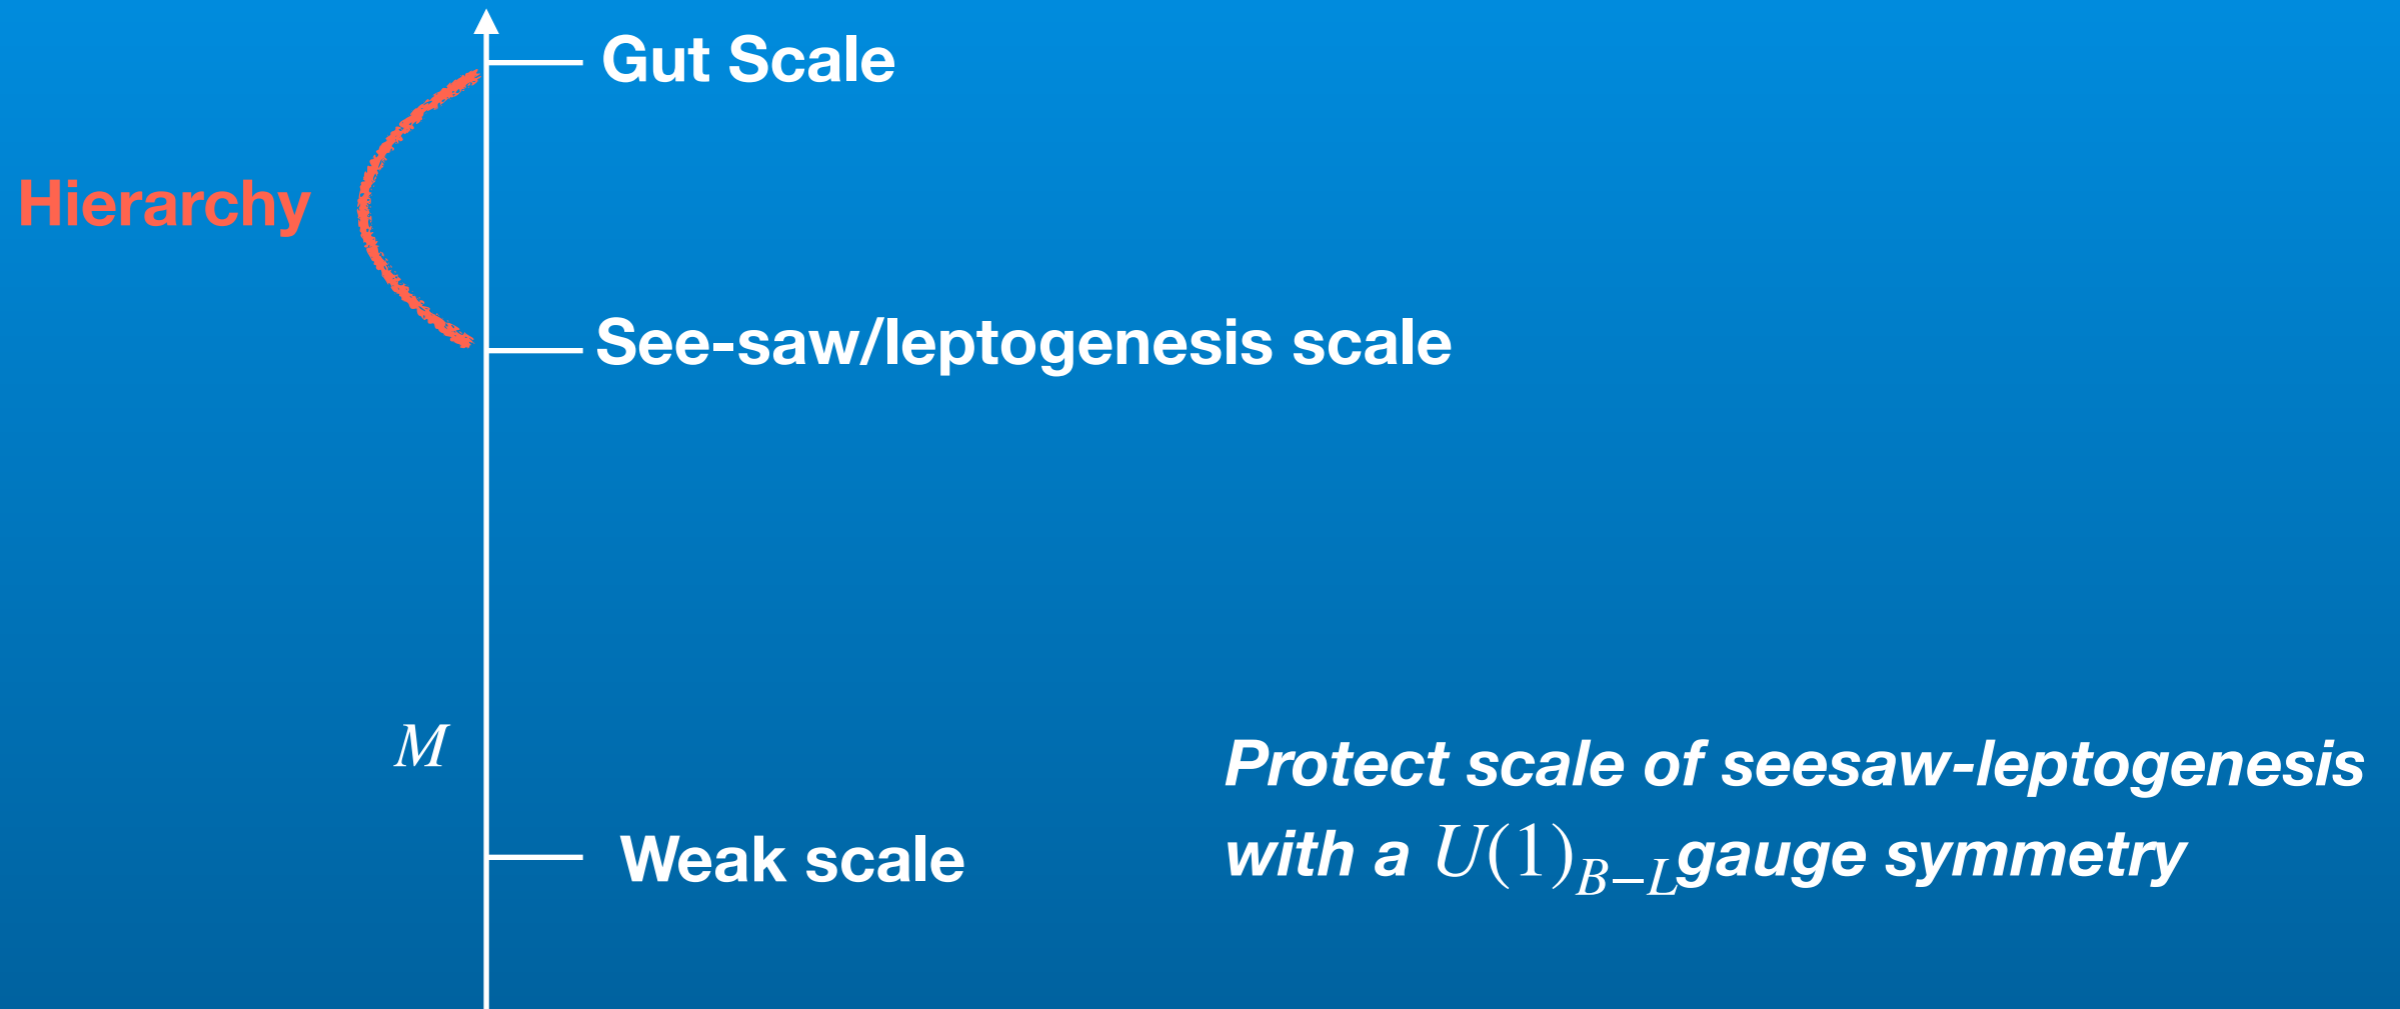 Gut Scale
Hierarchy
See-saw/leptogenesis scale
M
Protect scale of seesaw-leptogenesis
with a U(1)_{B−L} gauge symmetry
Weak scale